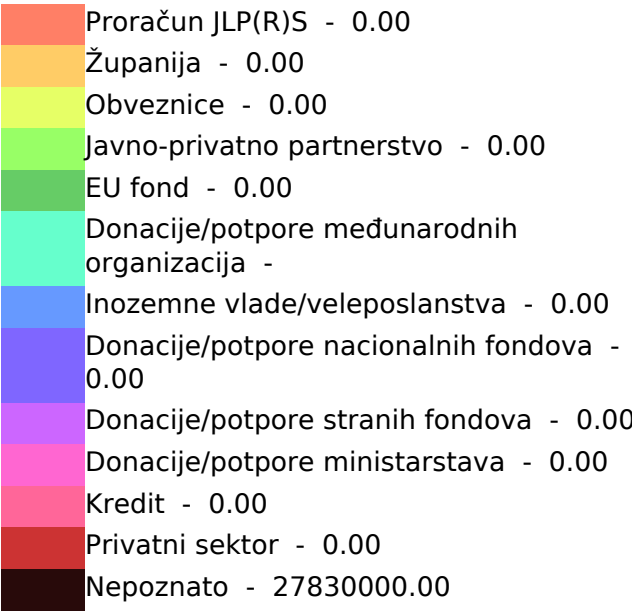 Proračun JLP(R)S - 0.00
Županija - 0.00
Obveznice - 0.00
Javno-privatno partnerstvo - 0.00
EU fond - 0.00
Donacije/potpore međunarodnih
organizacija -
Inozemne vlade/veleposlanstva - 0.00
Donacije/potpore nacionalnih fondova -
0.00
Donacije/potpore stranih fondova - 0.00
Donacije/potpore ministarstava - 0.00
Kredit - 0.00
Privatni sektor - 0.00
Nepoznato - 27830000.00